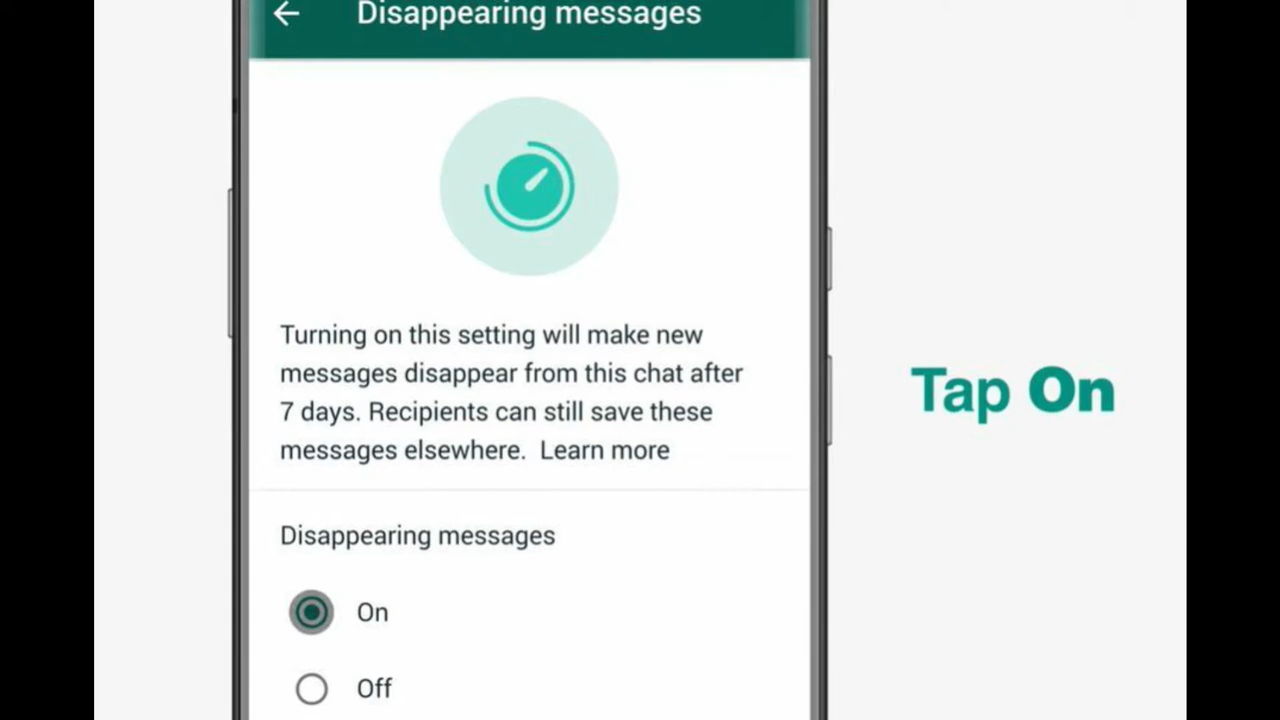 Disappearing messages
Turning on this setting will make new
messages disappear from this chat after
7 days. Recipients can still save these
messages elsewhere. Learn more
Disappearing messages
On
Off
Tap On